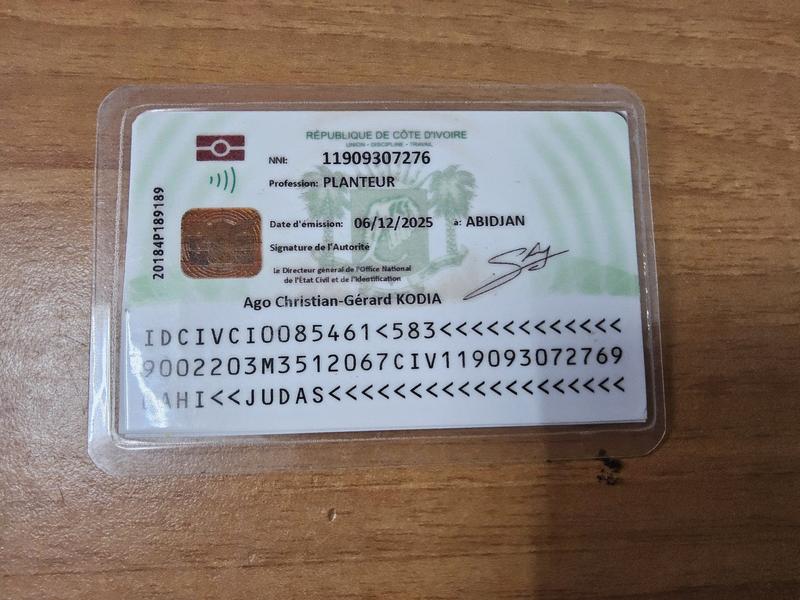 RÉPUBLIQUE DE CÔTE D'IVOIRE
UNION - DISCIPLINE - TRAVAIL
NNI: 11909307276
Profession: PLANTEUR
Date d'émission: 06/12/2025 à: ABIDJAN
Signature de l'Autorité
le Directeur général de l'Office National
de l'État Civil et de l'Identification
Ago Christian-Gérard KODIA
20184P189189
IDCIVCI0085461<583<<<<<<<<<<<<
9002203M3512067CIV119093072769
AHI<<JUDAS<<<<<<<<<<<<<<<<<<<